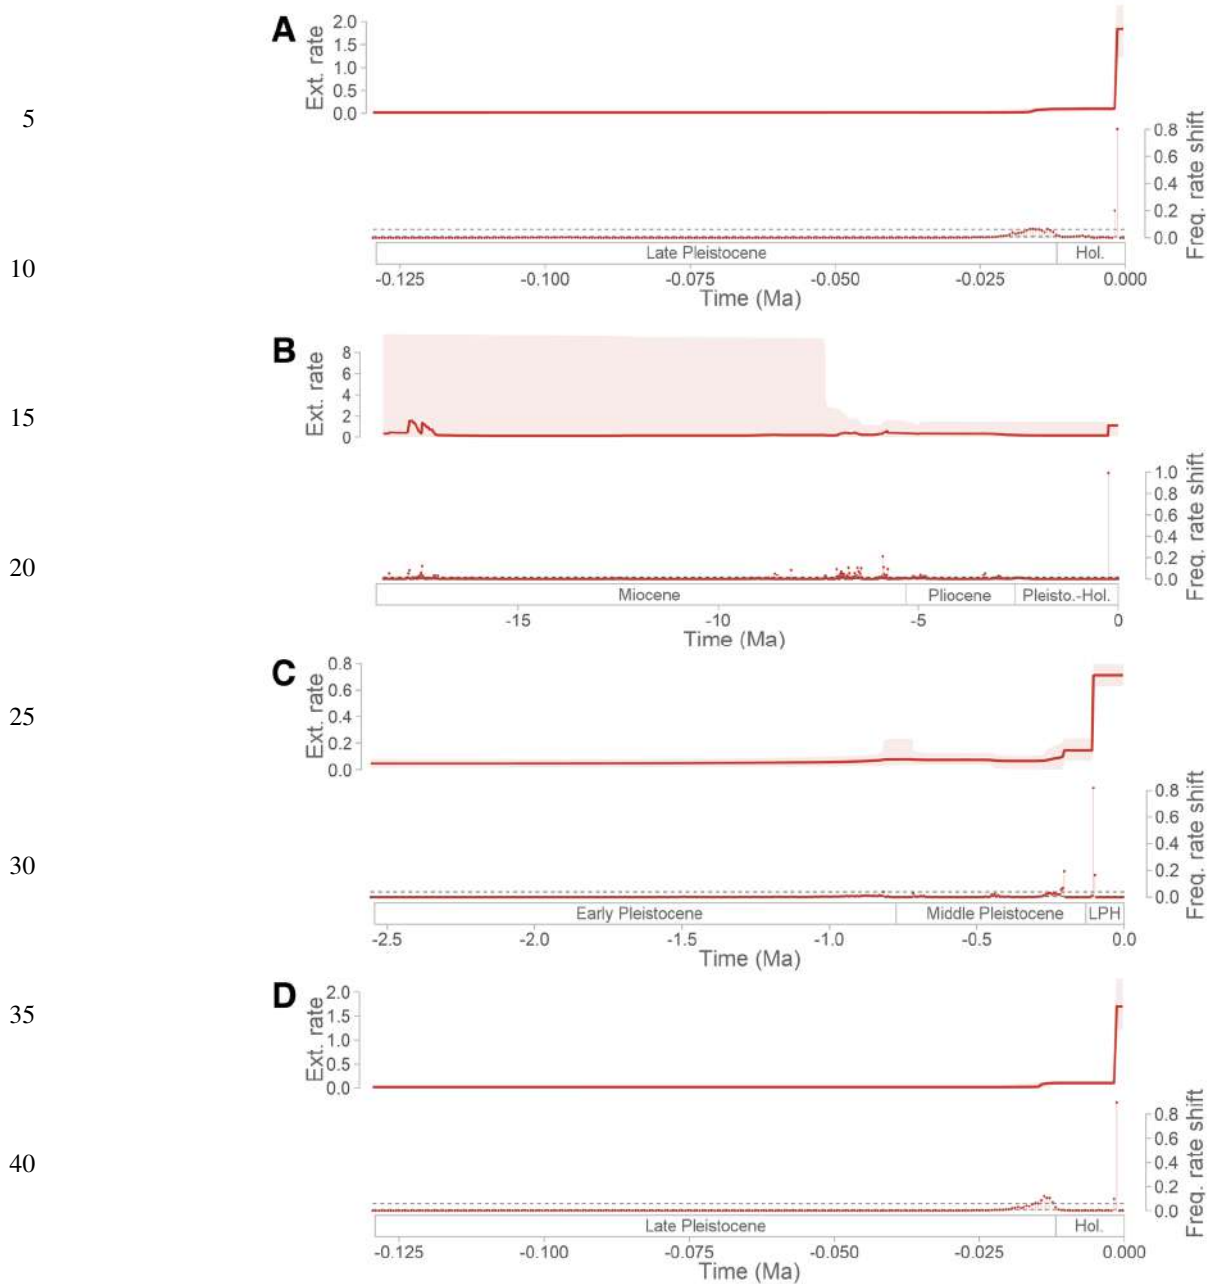 A
Ext. rate
2.0
1.5
1.0
0.5
0.0
5
Freq. rate shift
0.8
0.6
0.4
0.2
0.0
Late Pleistocene Hol.
10
-0.125 -0.100 -0.075 -0.050 -0.025 0.000
Time (Ma)
B
Ext. rate
8
6
4
2
0
15
Freq. rate shift
1.0
0.8
0.6
0.4
0.2
0.0
20
Miocene Pliocene Pleisto.-Hol.
-15 -10 -5 0
Time (Ma)
C
Ext. rate
0.8
0.6
0.4
0.2
0.0
25
Freq. rate shift
0.8
0.6
0.4
0.2
0.0
30
Early Pleistocene Middle Pleistocene LPH
-2.5 -2.0 -1.5 -1.0 -0.5 0.0
Time (Ma)
D
Ext. rate
2.0
1.5
1.0
0.5
0.0
35
Freq. rate shift
0.8
0.6
0.4
0.2
0.0
40
Late Pleistocene Hol.
-0.125 -0.100 -0.075 -0.050 -0.025 0.000
Time (Ma)